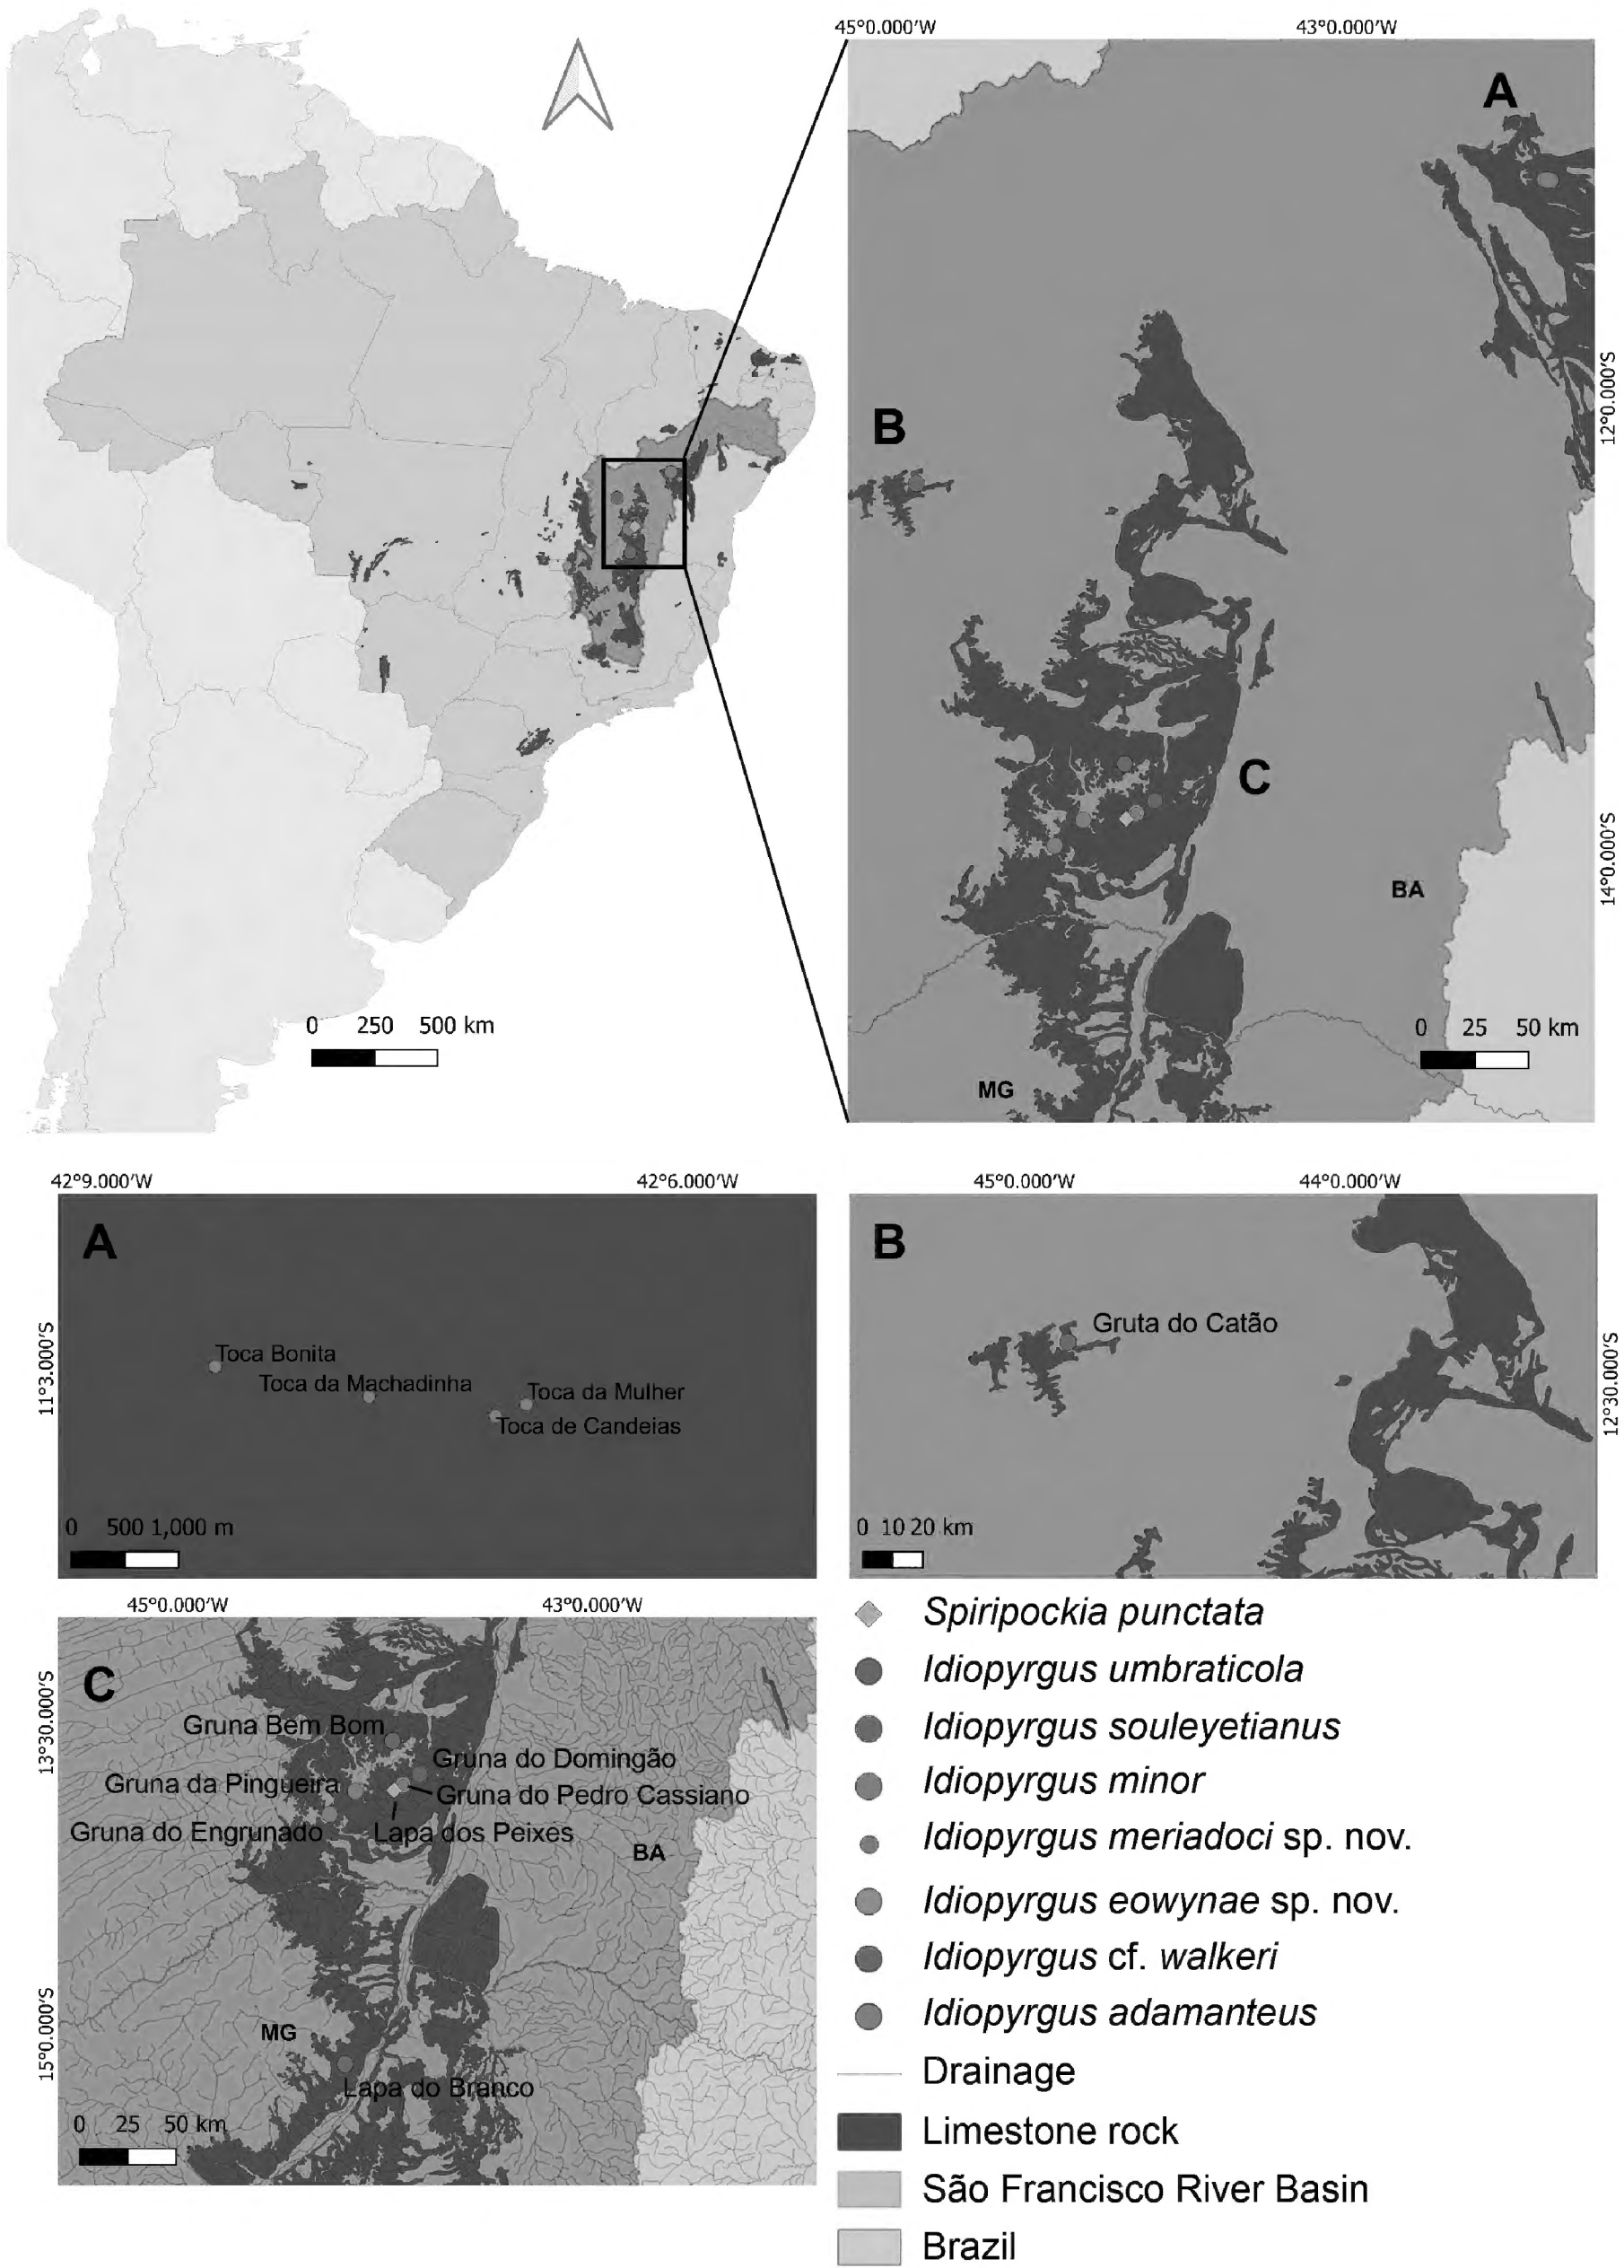 45°0.000'W 43°0.000'W
A
12°0.000'S
B
C
14°0.000'S
BA
0 250 500 km
0 25 50 km
MG
42°9.000'W 42°6.000'W
45°0.000'W 44°0.000'W
A
B
Gruta do Catão
Toca Bonita
11°3.000'S
Toca da Machadinha
Toca da Mulher
Toca de Candeias
12°30.000'S
0 500 1,000 m
0 10 20 km
45°0.000'W 43°0.000'W
C
13°30.000'S
Gruna Bem Bom
Gruna do Domingão
Gruna da Pingueira
Gruna do Pedro Cassiano
Gruna do Engrunado
Lapa dos Peixes
BA
MG
15°0.000'S
Lapa do Branco
0 25 50 km
Spiripockia punctata
Idiopyrgus umbraticola
Idiopyrgus souleyetianus
Idiopyrgus minor
Idiopyrgus meriadoci sp. nov.
Idiopyrgus eowynae sp. nov.
Idiopyrgus cf. walkeri
Idiopyrgus adamanteus
Drainage
Limestone rock
São Francisco River Basin
Brazil